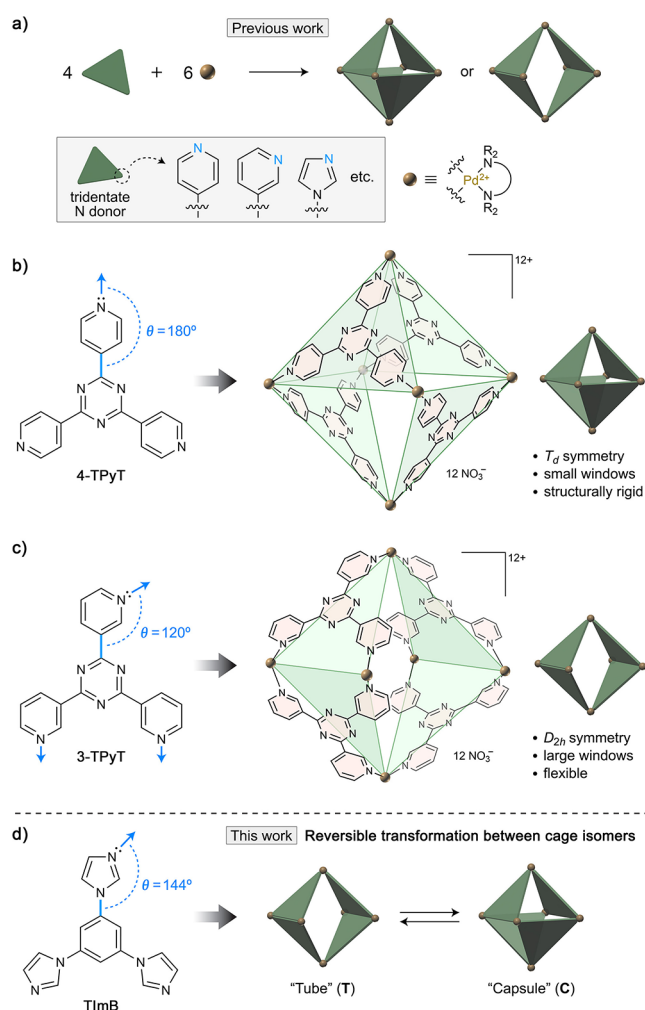 a)
Previous work
4
+
6
or
tridentate
N donor
N
N
N
N
etc.
≡
R2
N
Pd2+
N
R2
b)
N:
θ = 180º
N
N
N
N
N
4-TPyT
12+
12 NO3−
• Td symmetry
• small windows
• structurally rigid
c)
N:
θ = 120º
N
N
N
N
N
3-TPyT
12+
12 NO3−
• D2h symmetry
• large windows
• flexible
d)
This work
Reversible transformation between cage isomers
N:
θ = 144º
N
N
N
N
N
TImB
“Tube” (T)
“Capsule” (C)